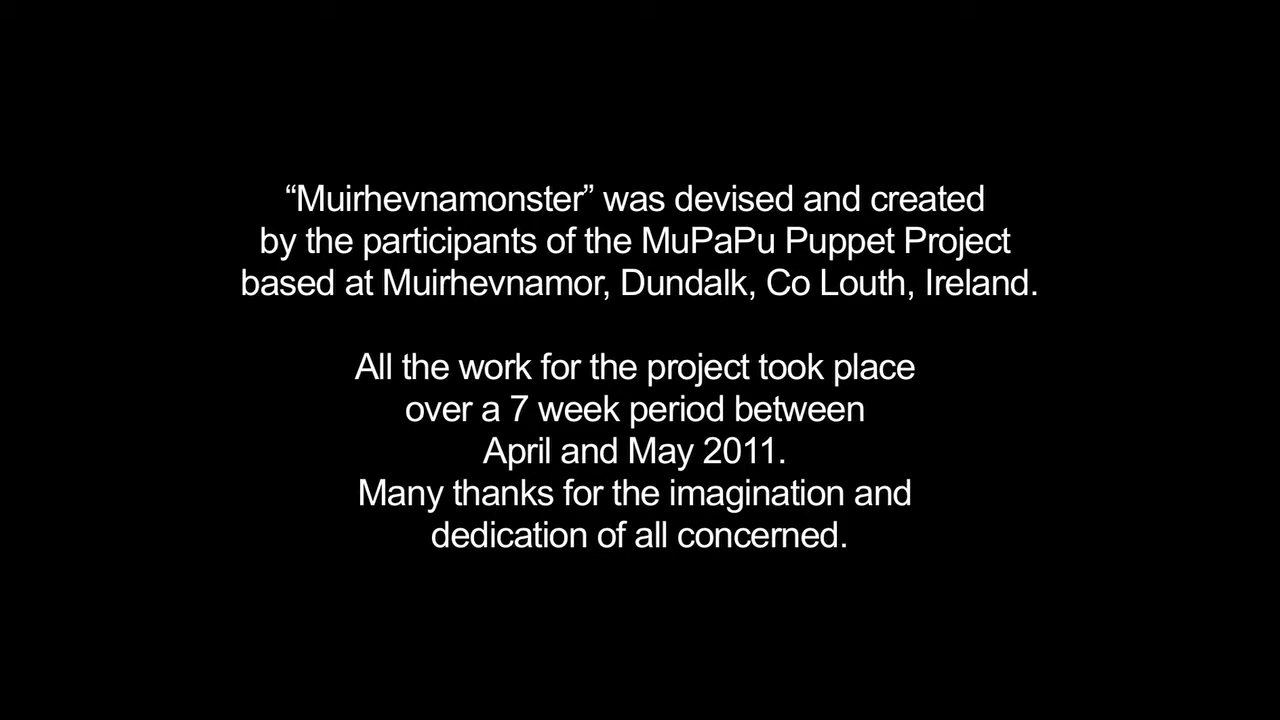 “Muirhevnamonster” was devised and created
by the participants of the MuPaPu Puppet Project
based at Muirhevnamor, Dundalk, Co Louth, Ireland.
All the work for the project took place
over a 7 week period between
April and May 2011.
Many thanks for the imagination and
dedication of all concerned.